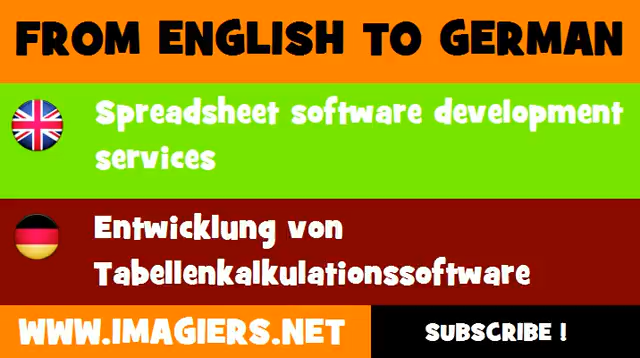 FROM ENGLISH TO GERMAN
Spreadsheet software development
services
Entwicklung von
Tabellenkalkulationssoftware
WWW.IMAGIERS.NET
SUBSCRIBE !